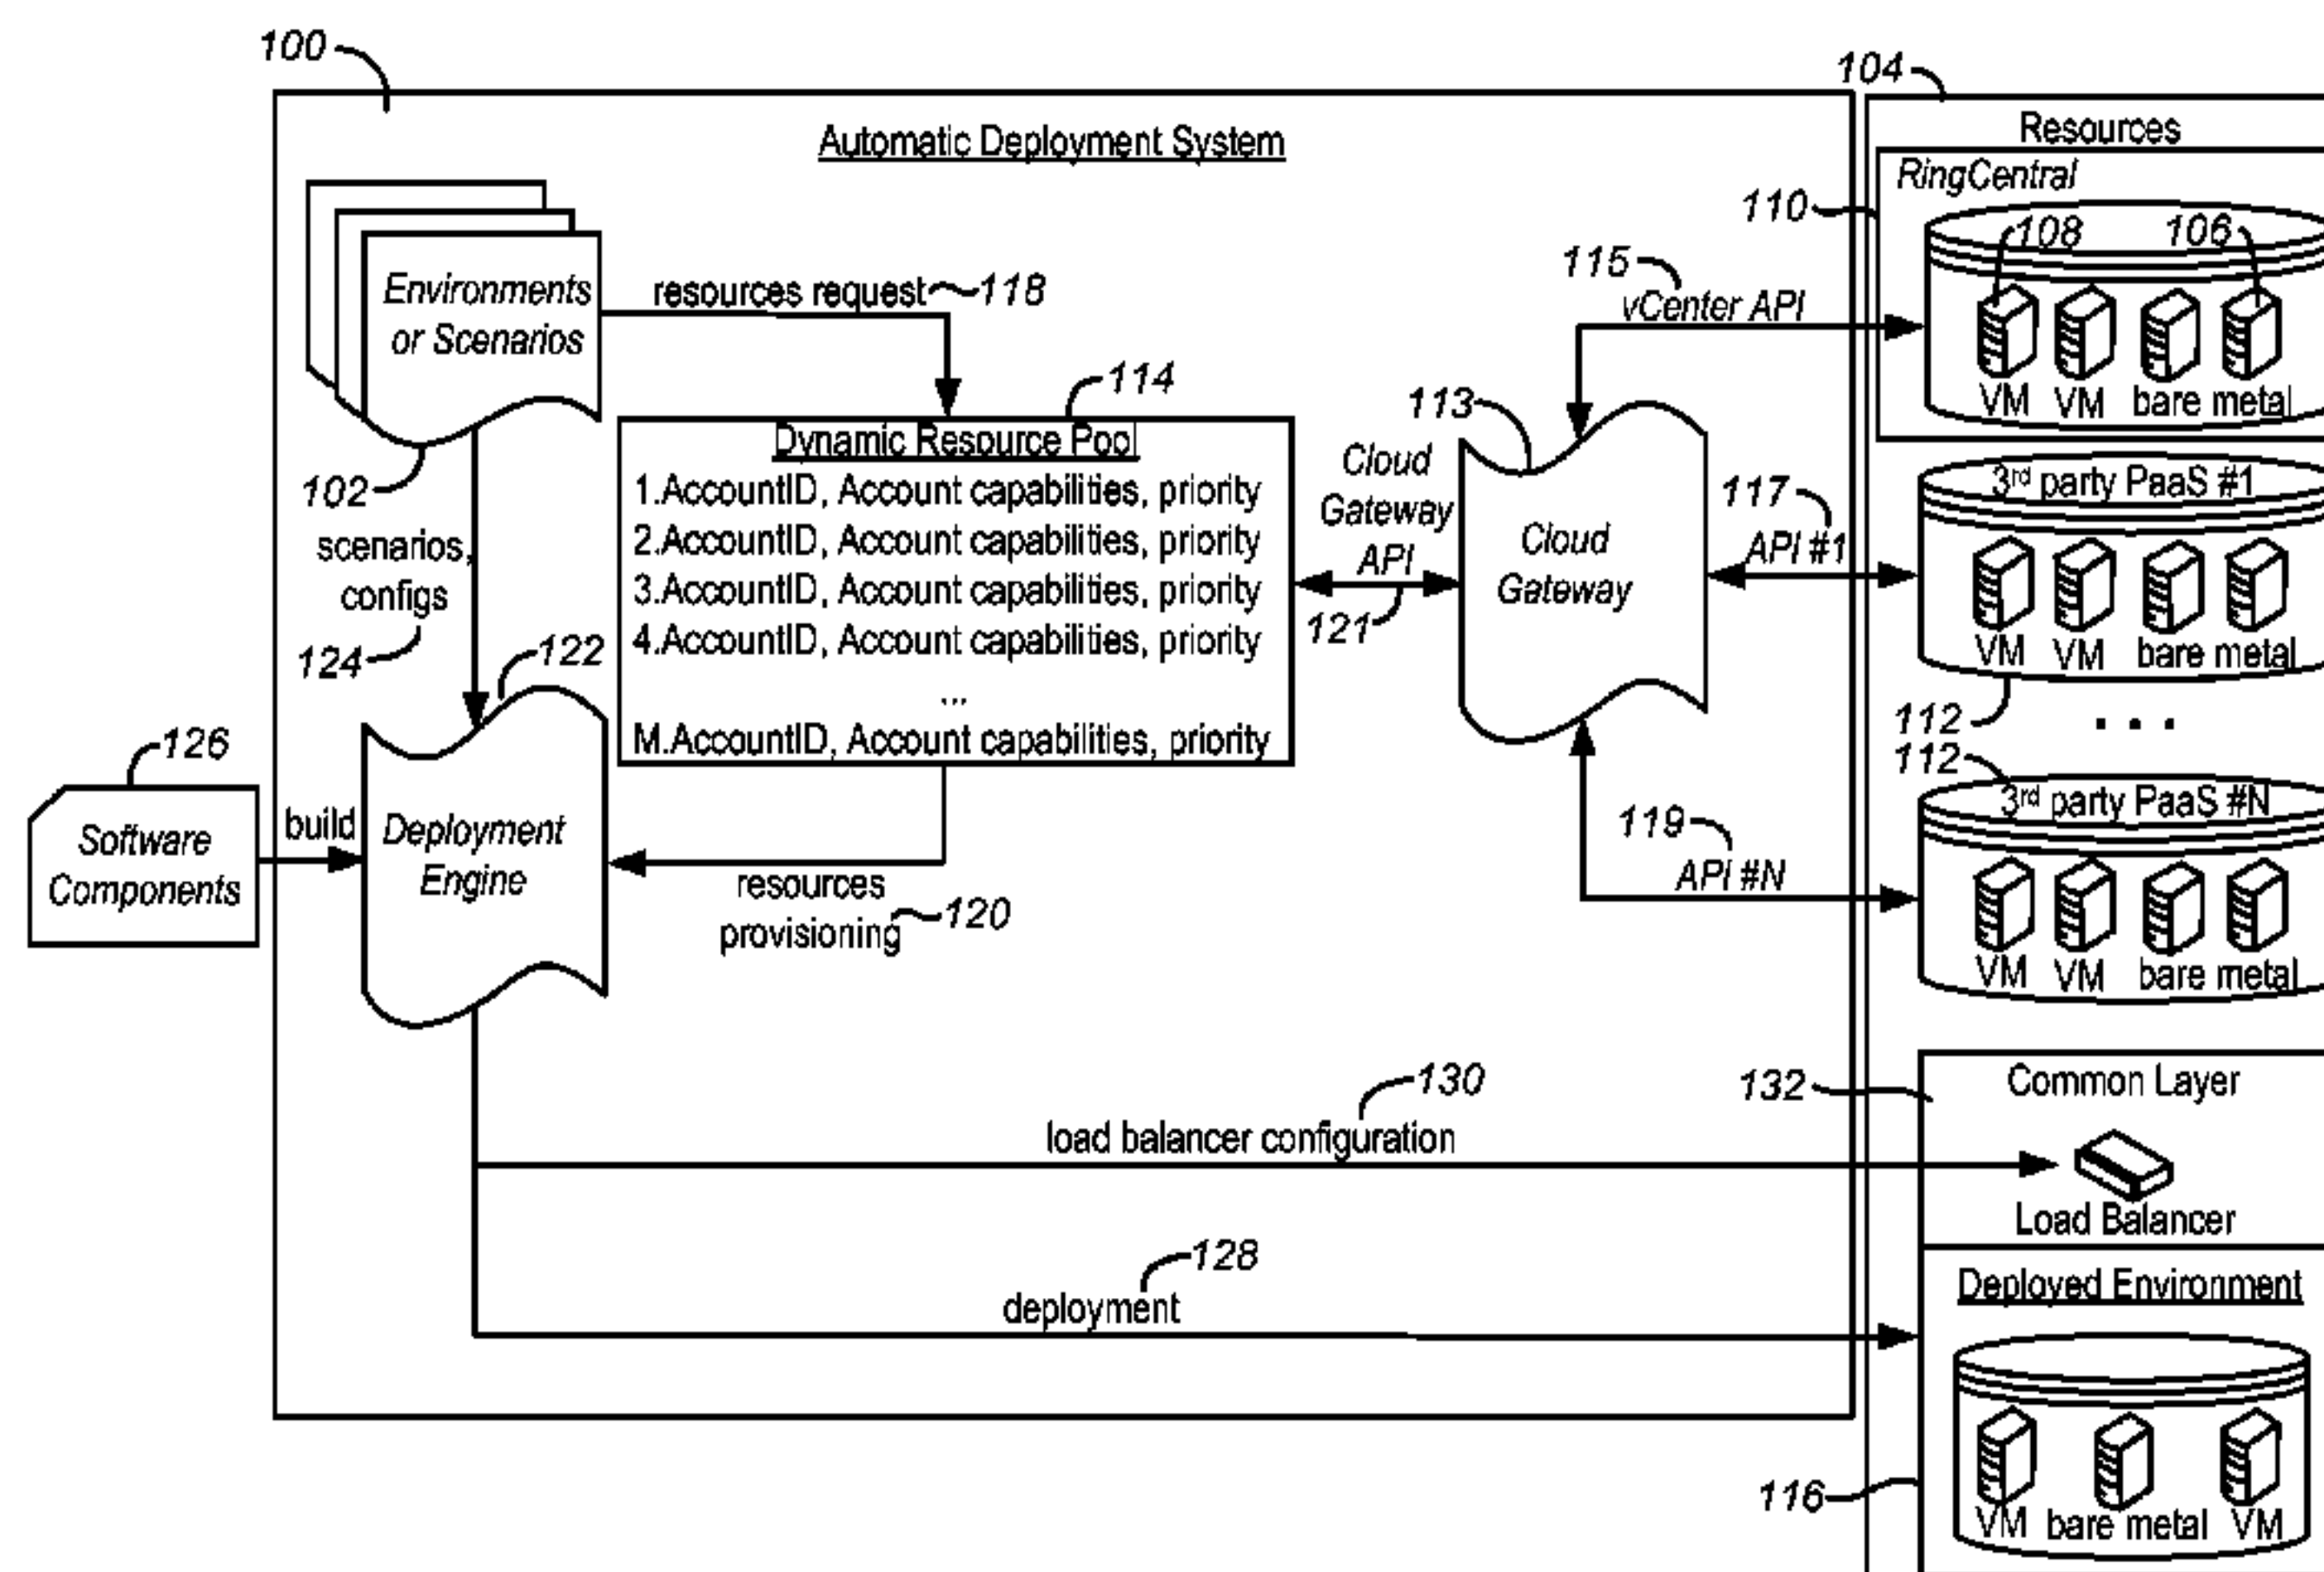 100
104
Automatic Deployment System
Resources
RingCentral
110
108
106
Environments
or Scenarios
resources request
118
115
vCenter API
VM
VM
bare metal
114
113
102
Dynamic Resource Pool
1.AccountID, Account capabilities, priority
2.AccountID, Account capabilities, priority
3.AccountID, Account capabilities, priority
4.AccountID, Account capabilities, priority
...
M.AccountID, Account capabilities, priority
Cloud
Gateway
API
121
Cloud
Gateway
117
API #1
3rd party PaaS #1
VM
VM
bare metal
112
. . .
112
3rd party PaaS #N
VM
VM
bare metal
scenarios,
configs
124
122
126
Software
Components
build
Deployment
Engine
resources
provisioning
120
119
API #N
130
load balancer configuration
132
Common Layer
Load Balancer
128
deployment
Deployed Environment
116
VM
bare metal
VM